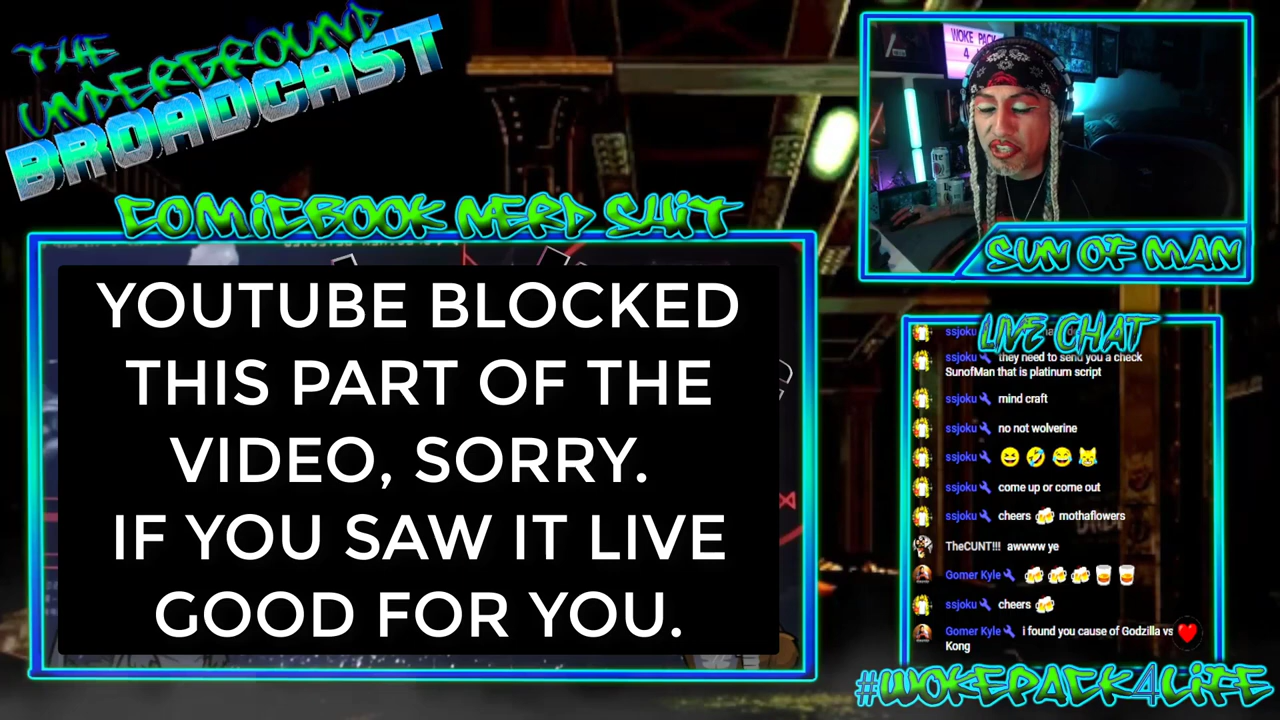 THE
UNDERGROUND
BROADCAST
COMICBOOK NERD SHIT
YOUTUBE BLOCKED
THIS PART OF THE
VIDEO, SORRY.
IF YOU SAW IT LIVE
GOOD FOR YOU.
WOKE PACK
4
SUN OF MAN
LIVE CHAT
ssjoku
ssjoku they need to send you a check
SunofMan that is platinum script
ssjoku mind craft
ssjoku no not wolverine
ssjoku 😆 🤣 😂 😹
ssjoku come up or come out
ssjoku cheers 🍻 mothaflowers
TheCUNT!!! awwww ye
Gomer Kyle 🍻 🍻 🍻 🥃 🥃
ssjoku cheers 🍻
Gomer Kyle i found you cause of Godzilla vs
Kong
#WOKEPACK4LIFE